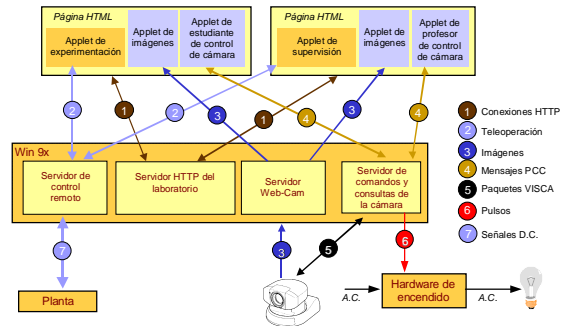 Página HTML
Applet de
experimentación
Applet de
imágenes
Applet de
estudiante
de control
de cámara
Página HTML
Applet de
supervisión
Applet de
imágenes
Applet de
profesor
de control
de cámara
2
1
2
3
1
4
3
4
1 Conexiones HTTP
2 Teleoperación
3 Imágenes
4 Mensajes PCC
5 Paquetes VISCA
6 Pulsos
7 Señales D.C.
Win 9x
Servidor de
control
remoto
Servidor HTTP del
laboratorio
Servidor
Web-Cam
Servidor de
comandos y
consultas de
la cámara
7
3
5
6
Planta
A.C.
Hardware de
encendido
A.C.